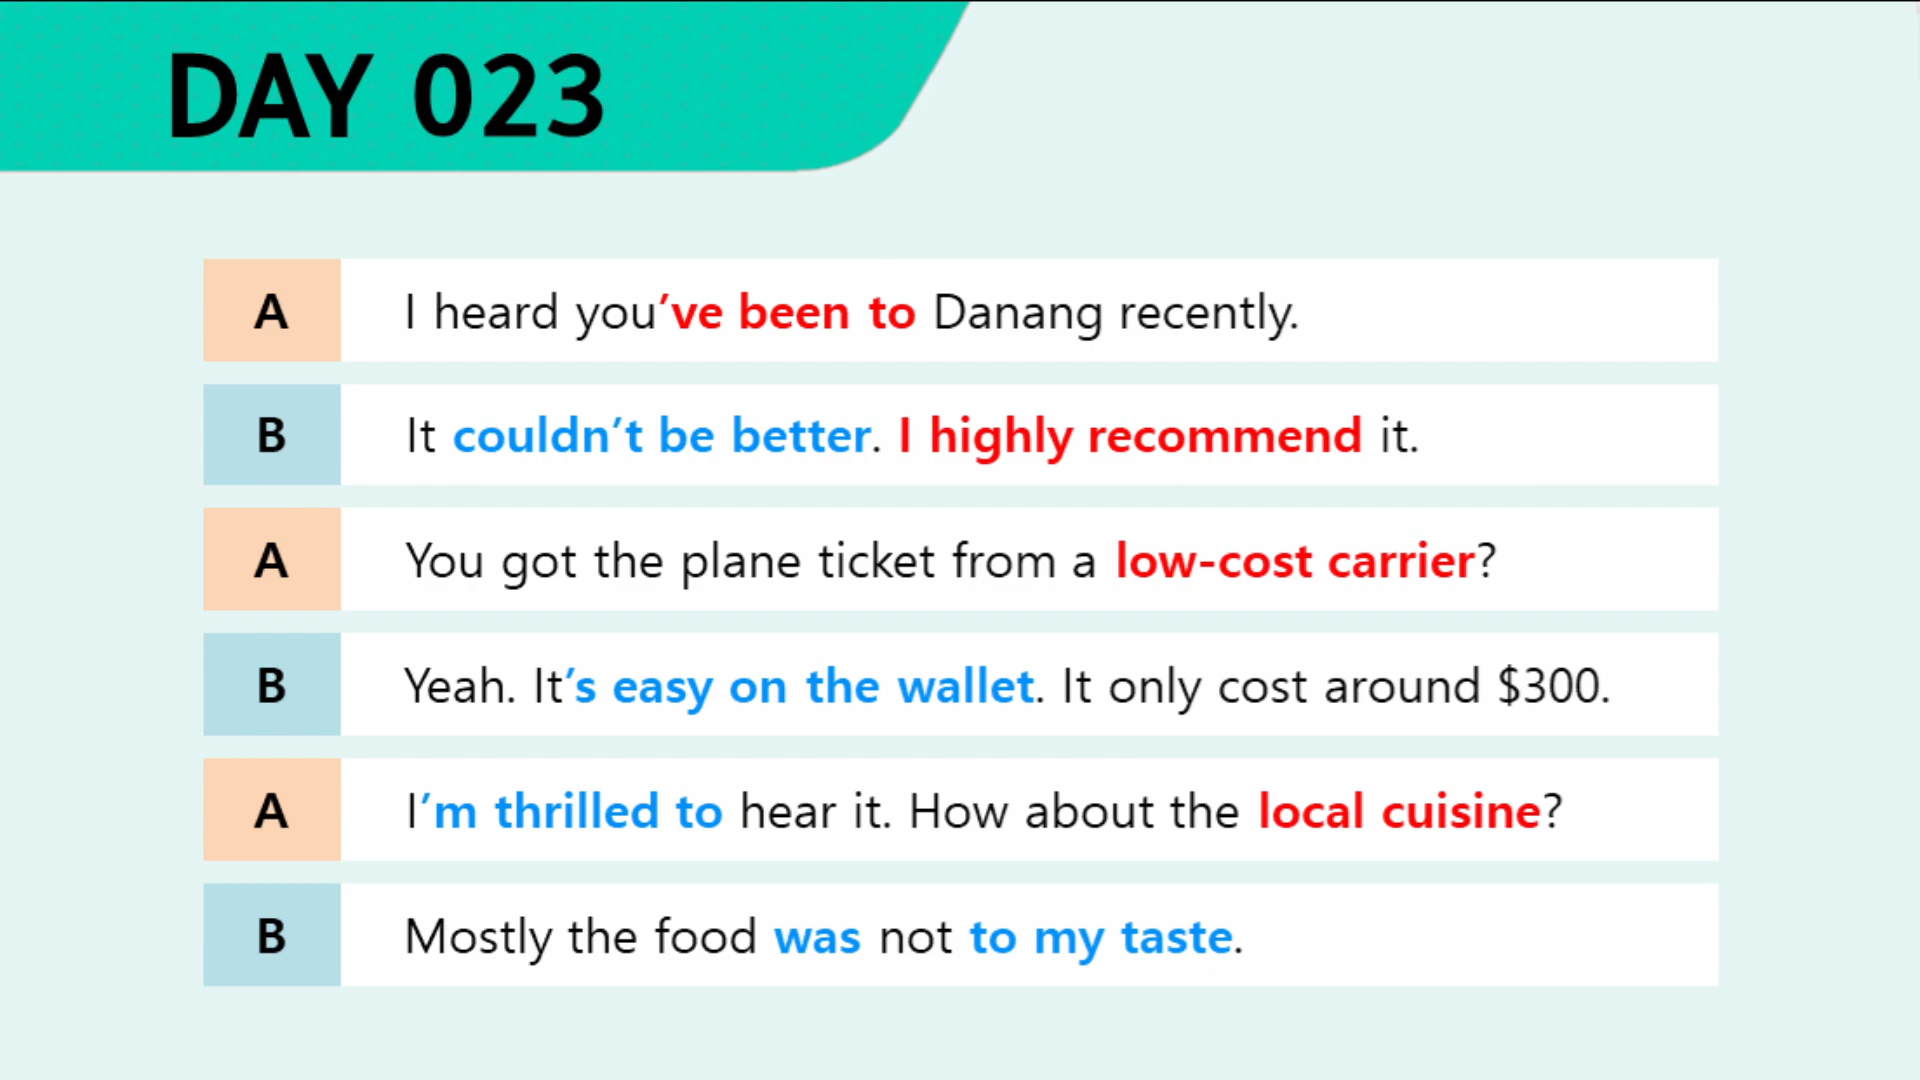 DAY 023
A I heard you’ve been to Danang recently.
B It couldn’t be better. I highly recommend it.
A You got the plane ticket from a low-cost carrier?
B Yeah. It’s easy on the wallet. It only cost around $300.
A I’m thrilled to hear it. How about the local cuisine?
B Mostly the food was not to my taste.